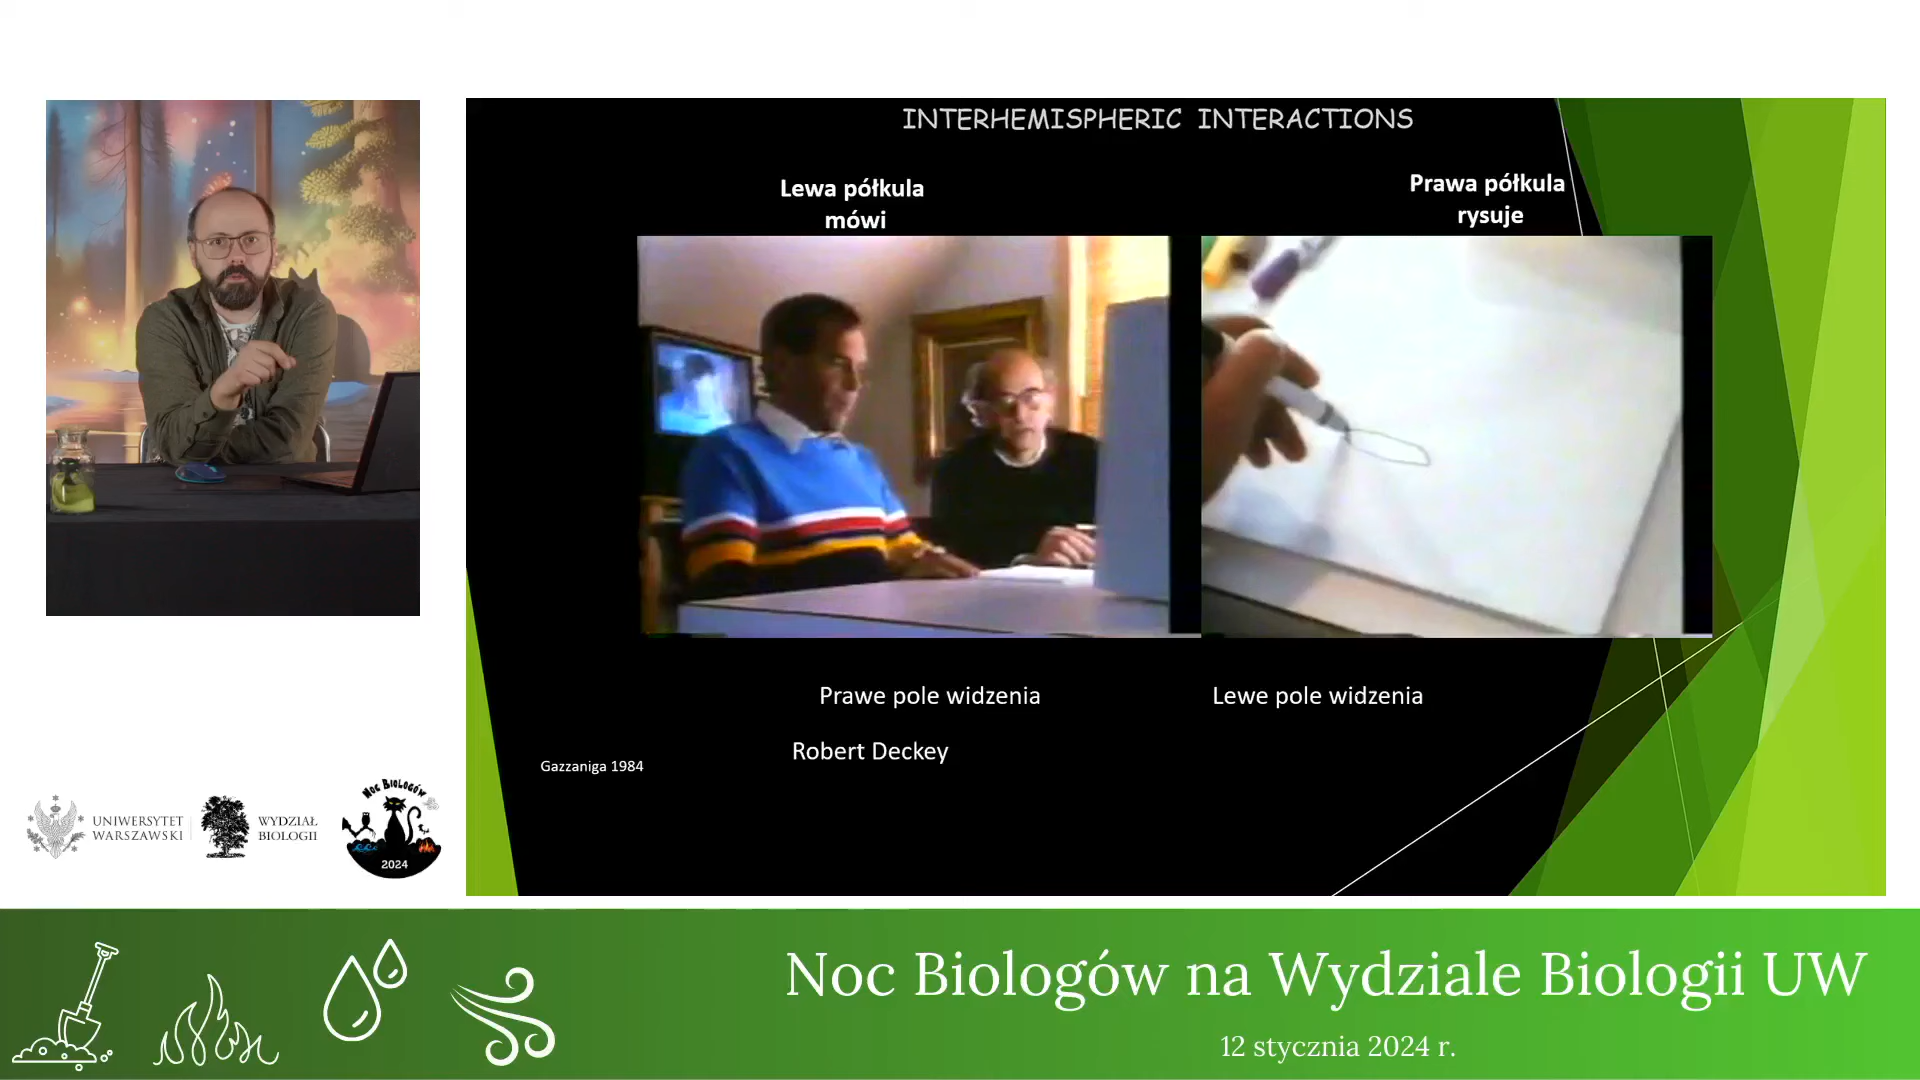 INTERHEMISPHERIC INTERACTIONS
Lewa półkula
mówi
Prawa półkula
rysuje
Prawe pole widzenia
Lewe pole widzenia
Robert Deckey
Gazzaniga 1984
UNIWERSYTET
WARSZAWSKI
WYDZIAŁ
BIOLOGII
NOC BIOLOGÓW
2024
Noc Biologów na Wydziale Biologii UW
12 stycznia 2024 r.